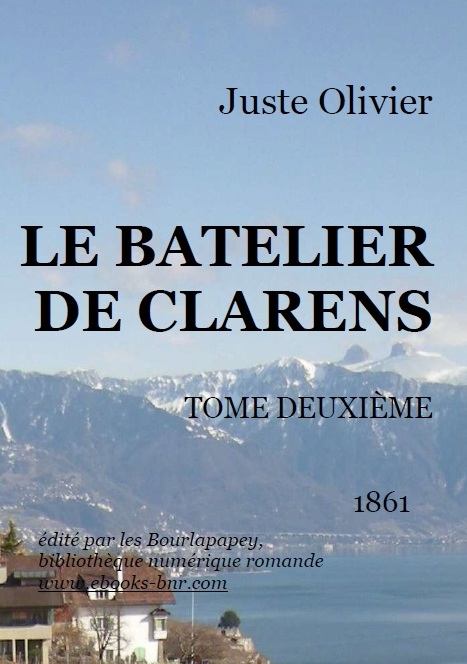 Juste Olivier
LE BATELIER
DE CLARENS
TOME DEUXIÈME
1861
édité par les Bourlapapey,
bibliothèque numérique romande
www.ebooks-bnr.com